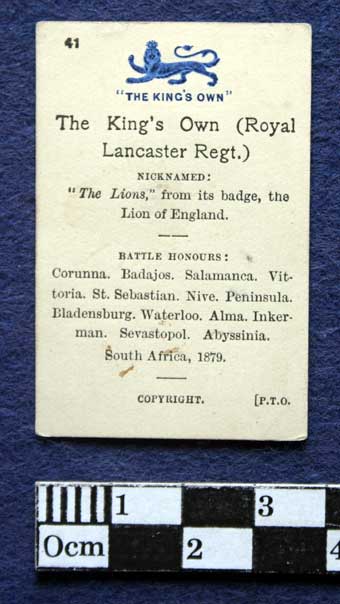 41
"THE KING'S OWN"
The King's Own (Royal
Lancaster Regt.)
NICKNAMED:
"The Lions," from its badge, the
Lion of England.
BATTLE HONOURS:
Corunna. Badajos. Salamanca. Vit-
toria. St. Sebastian. Nive. Peninsula.
Bladensburg. Waterloo. Alma. Inker-
man. Sevastopol. Abyssinia.
South Africa, 1879.
COPYRIGHT. [P.T.O.
1 3
0cm 2 4